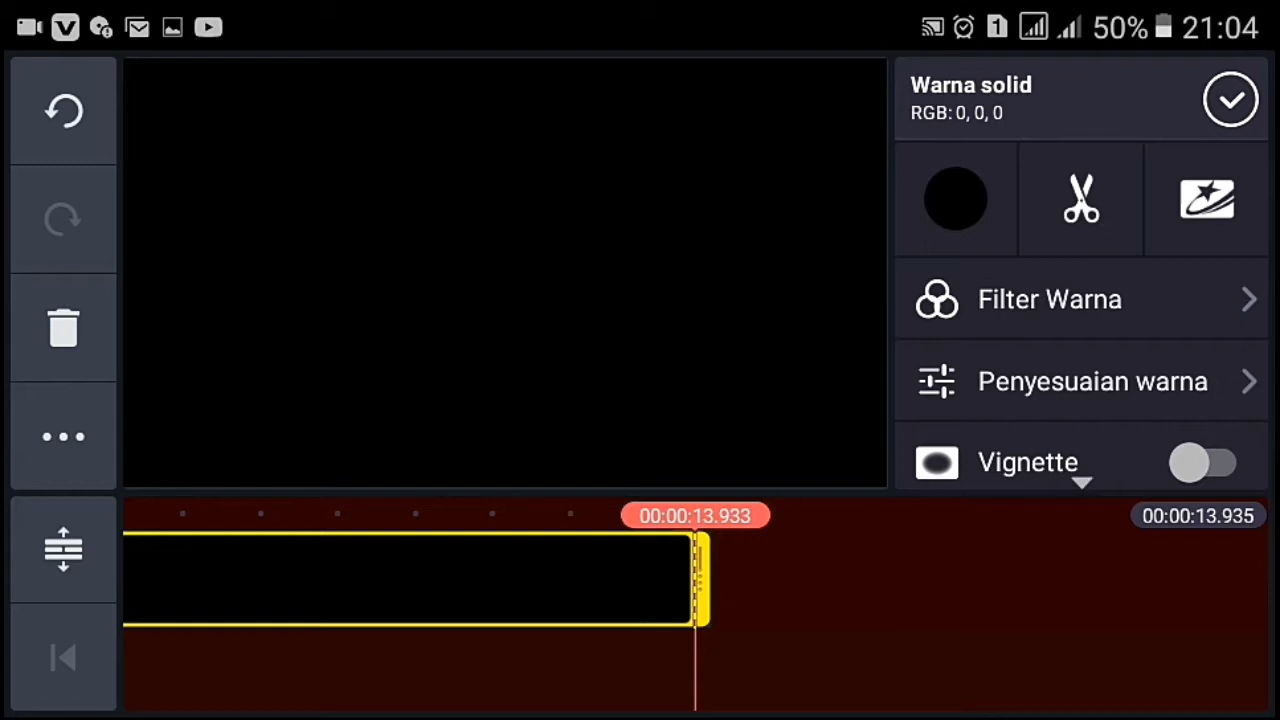 50% 21:04
Warna solid
RGB: 0, 0, 0
Filter Warna
Penyesuaian warna
Vignette
00:00:13.933
00:00:13.935